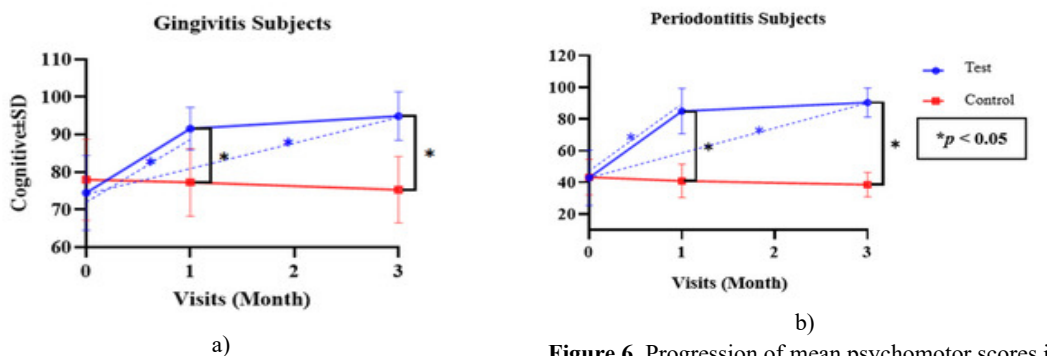 Gingivitis Subjects
110
100
90
80
70
60
Cognitive±SD
*
*
*
*
0
1
2
3
Visits (Month)
a)
Periodontitis Subjects
120
100
80
60
40
20
*
*
*
*
0
1
2
3
Visits (Month)
Test
Control
*p < 0.05
b)
Figure 6. Progression of mean psychomotor scores i